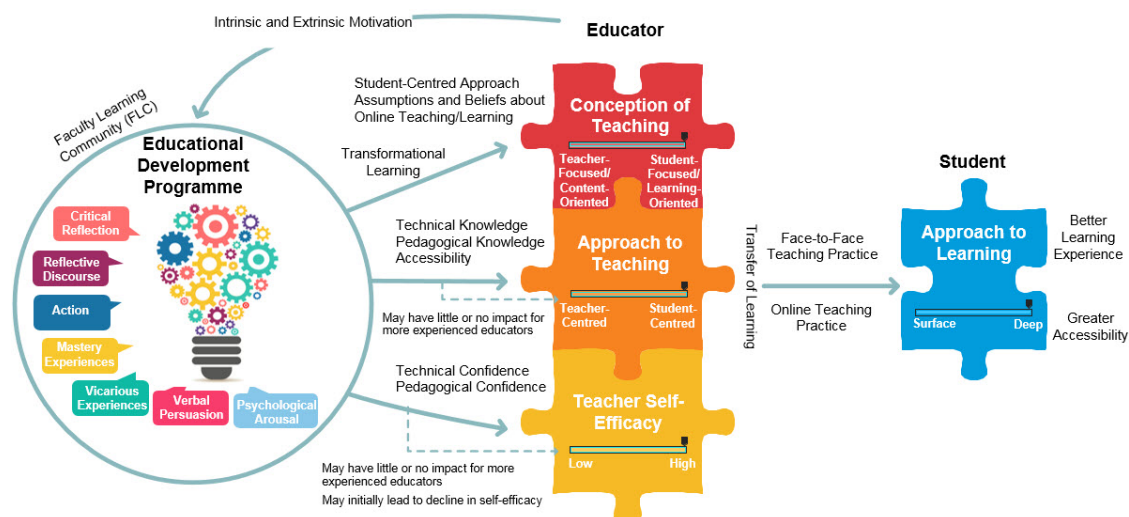 Intrinsic and Extrinsic Motivation
Educator
Faculty Learning
Community (FLC)
Educational
Development
Programme
Critical
Reflection
Reflective
Discourse
Action
Mastery
Experiences
Vicarious
Experiences
Verbal
Persuasion
Psychological
Arousal
Student-Centred Approach
Assumptions and Beliefs about
Online Teaching/Learning
Transformational
Learning
Technical Knowledge
Pedagogical Knowledge
Accessibility
May have little or no impact for
more experienced educators
Technical Confidence
Pedagogical Confidence
May have little or no impact for more
experienced educators
May initially lead to decline in self-efficacy
Conception of
Teaching
Teacher-
Focused/
Content-
Oriented
Student-
Focused/
Learning-
Oriented
Approach to
Teaching
Teacher-
Centred
Student-
Centred
Teacher Self-
Efficacy
Low
High
Transfer of Learning
Face-to-Face
Teaching Practice
Online Teaching
Practice
Student
Approach to
Learning
Surface
Deep
Better
Learning
Experience
Greater
Accessibility